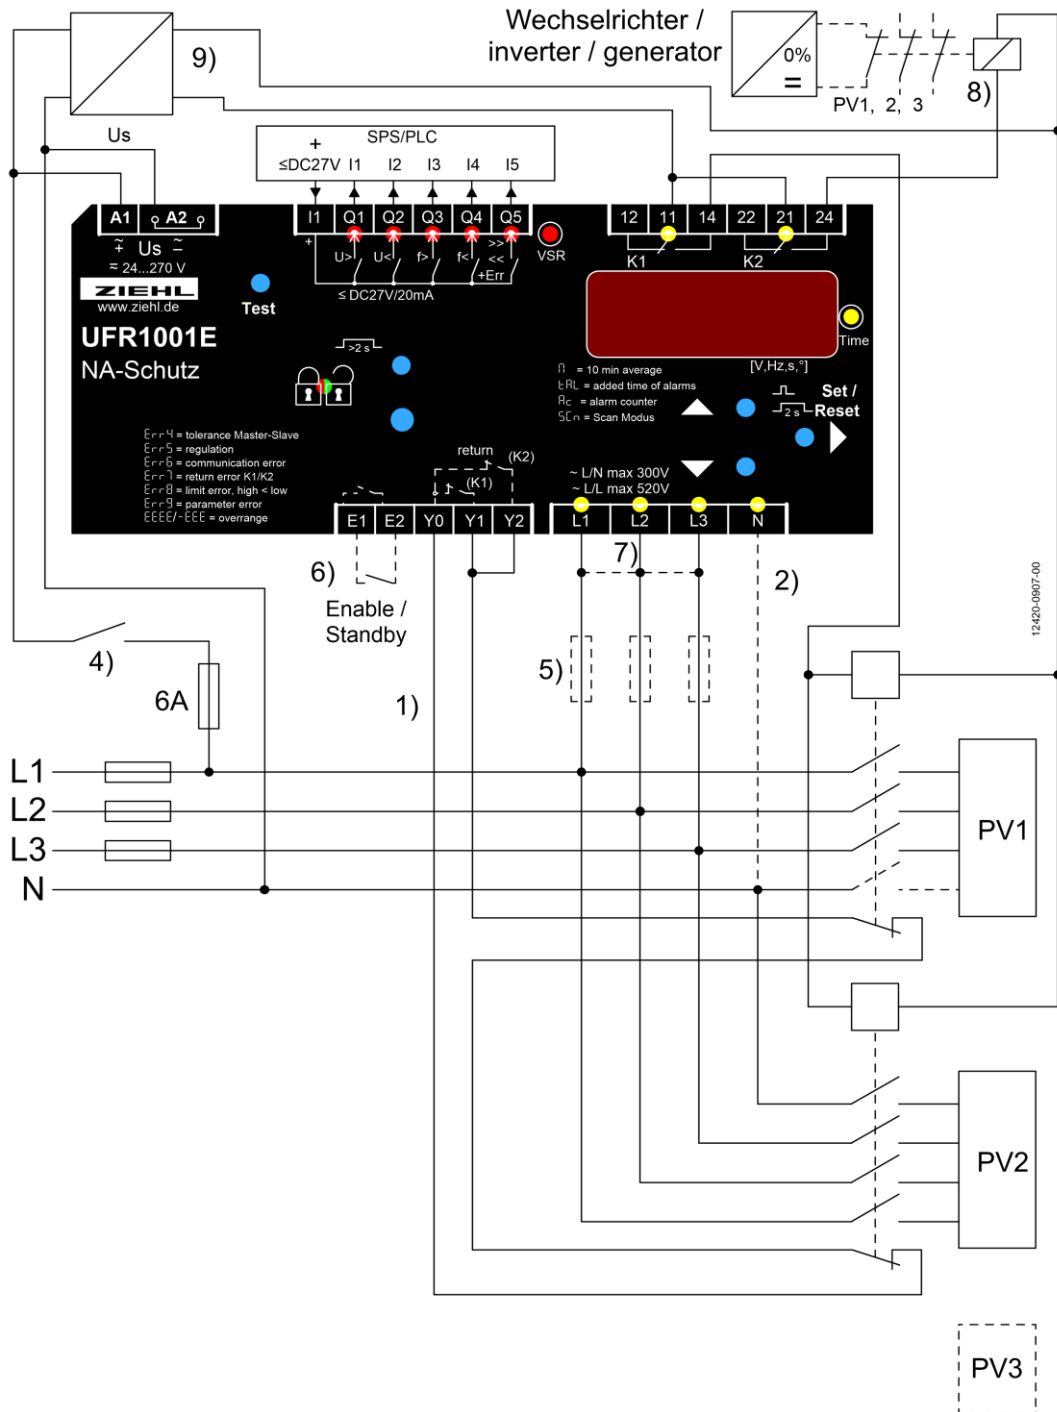 Wechselrichter /
inverter / generator
0%
=
PV1, 2, 3
8)
9)
Us
SPS/PLC
+
≤DC27V I1 I2 I3 I4 I5
A1 A2
I1 Q1 Q2 Q3 Q4 Q5
12 11 14 22 21 24
Us
= 24...270 V
ZIEHL
www.ziehl.de
Test
+
U> U< f> f< >>
<<
+Err
≤ DC27V/20mA
VSR
K1 K2
Time
[V,Hz,s,°]
UFR1001E
NA-Schutz
>2 s
n = 10 min average
tAL = added time of alarms
Ac = alarm counter
SCn = Scan Modus
Set /
Reset
2 s
Err4 = tolerance Master-Slave
Err5 = regulation
Err6 = communication error
Err7 = return error K1/K2
Err8 = limit error, high < low
Err9 = parameter error
EEEE/-EEE = overrange
return
(K2)
(K1)
~ L/N max 300V
~ L/L max 520V
E1 E2 Y0 Y1 Y2
L1 L2 L3 N
6)
Enable /
Standby
7)
2)
12420-0907-00
4)
6A
1)
5)
L1
L2
L3
N
PV1
PV2
PV3